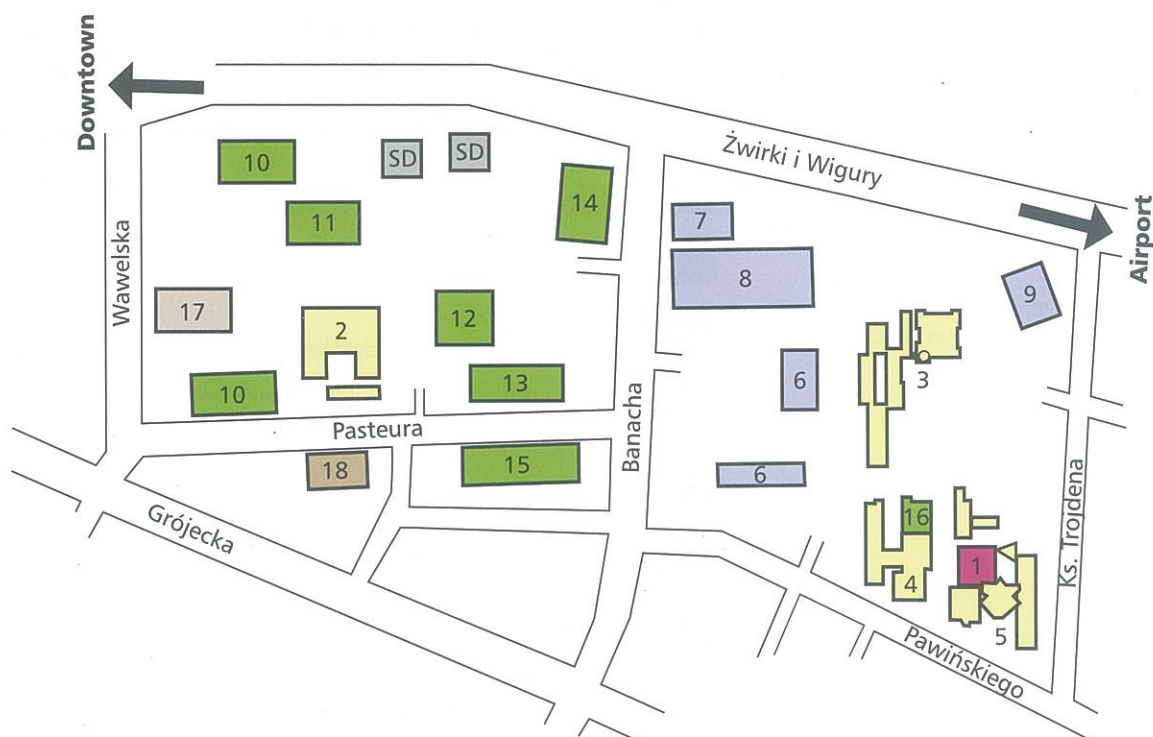 Downtown
Żwirki i Wigury
Airport
Wawelska
Pasteura
Banacha
Grójecka
Ks. Trojdena
Pawińskiego
10
SD
SD
11
14
7
8
9
17
2
12
6
3
10
13
18
15
6
16
1
4
5